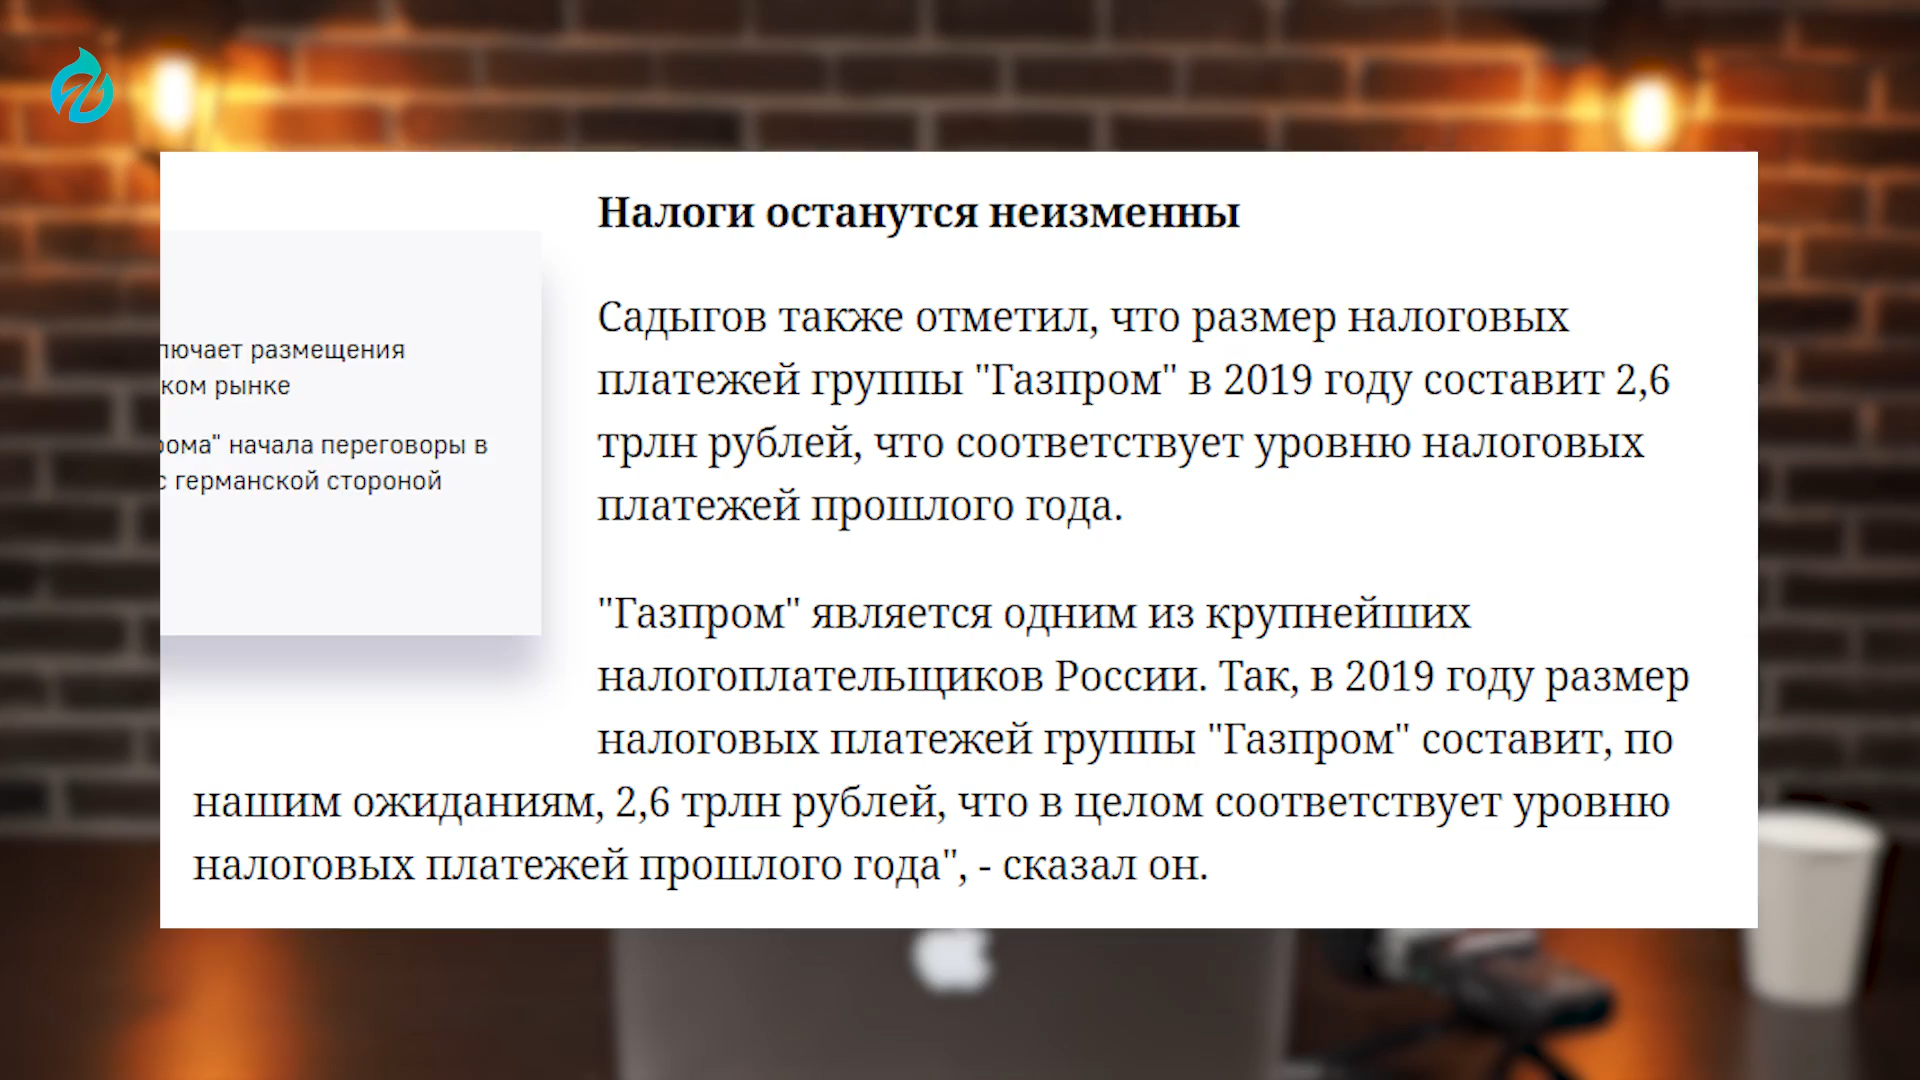 Налоги останутся неизменны
размещения
рынке
начала переговоры в
с германской стороной
Садыгов также отметил, что размер налоговых
платежей группы "Газпром" в 2019 году составит 2,6
трлн рублей, что соответствует уровню налоговых
платежей прошлого года.
"Газпром" является одним из крупнейших
налогоплательщиков России. Так, в 2019 году размер
налоговых платежей группы "Газпром" составит, по
нашим ожиданиям, 2,6 трлн рублей, что в целом соответствует уровню
налоговых платежей прошлого года", - сказал он.